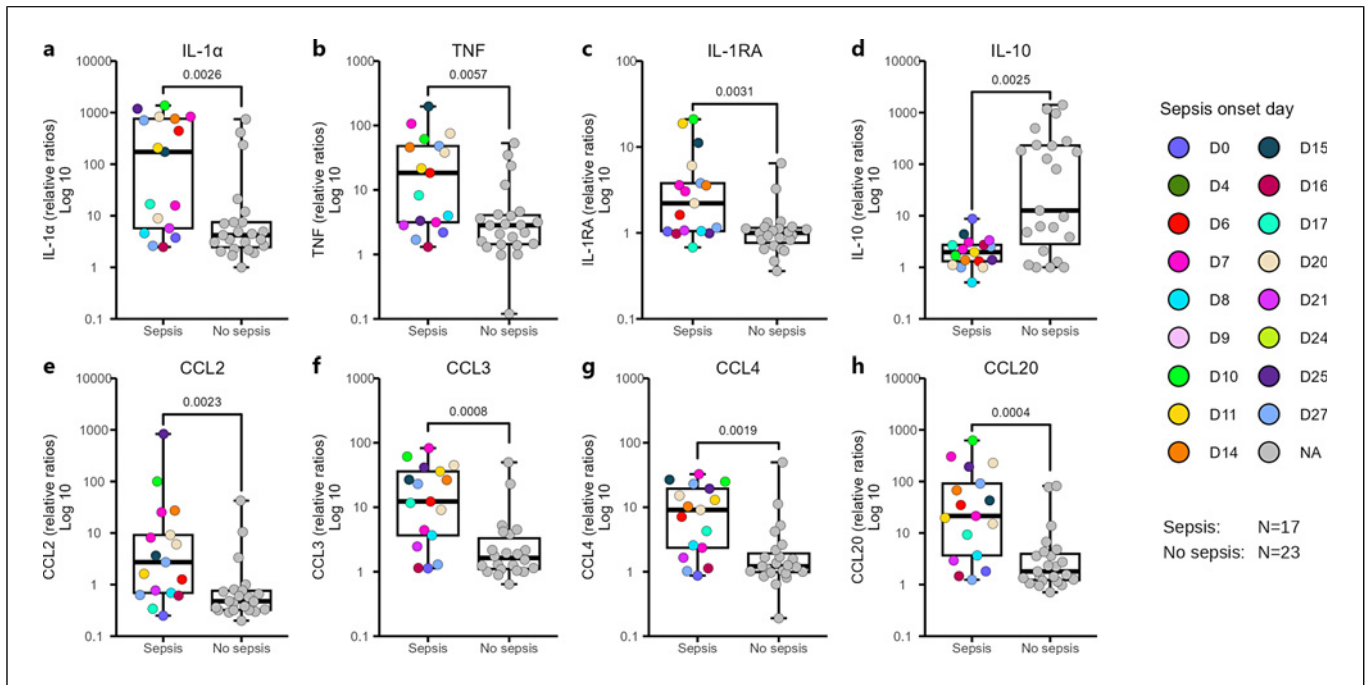 a IL-1α
IL-1α (relative ratios)
Log 10
10000
1000
100
10
1
0.1
0.0026
Sepsis No sepsis
b TNF
TNF (relative ratios)
Log 10
1000
100
10
1
0.1
0.0057
Sepsis No sepsis
c IL-1RA
IL-1RA (relative ratios)
Log 10
100
10
1
0.1
0.0031
Sepsis No sepsis
d IL-10
IL-10 (relative ratios)
Log 10
10000
1000
100
10
1
0.1
0.0025
Sepsis No sepsis
e CCL2
CCL2 (relative ratios)
Log 10
10000
1000
100
10
1
0.1
0.0023
Sepsis No sepsis
f CCL3
CCL3 (relative ratios)
Log 10
1000
100
10
1
0.1
0.0008
Sepsis No sepsis
g CCL4
CCL4 (relative ratios)
Log 10
1000
100
10
1
0.1
0.0019
Sepsis No sepsis
h CCL20
CCL20 (relative ratios)
Log 10
10000
1000
100
10
1
0.1
0.0004
Sepsis No sepsis
Sepsis onset day
D0 D15
D4 D16
D6 D17
D7 D20
D8 D21
D9 D24
D10 D25
D11 D27
D14 NA
Sepsis: N=17
No sepsis: N=23